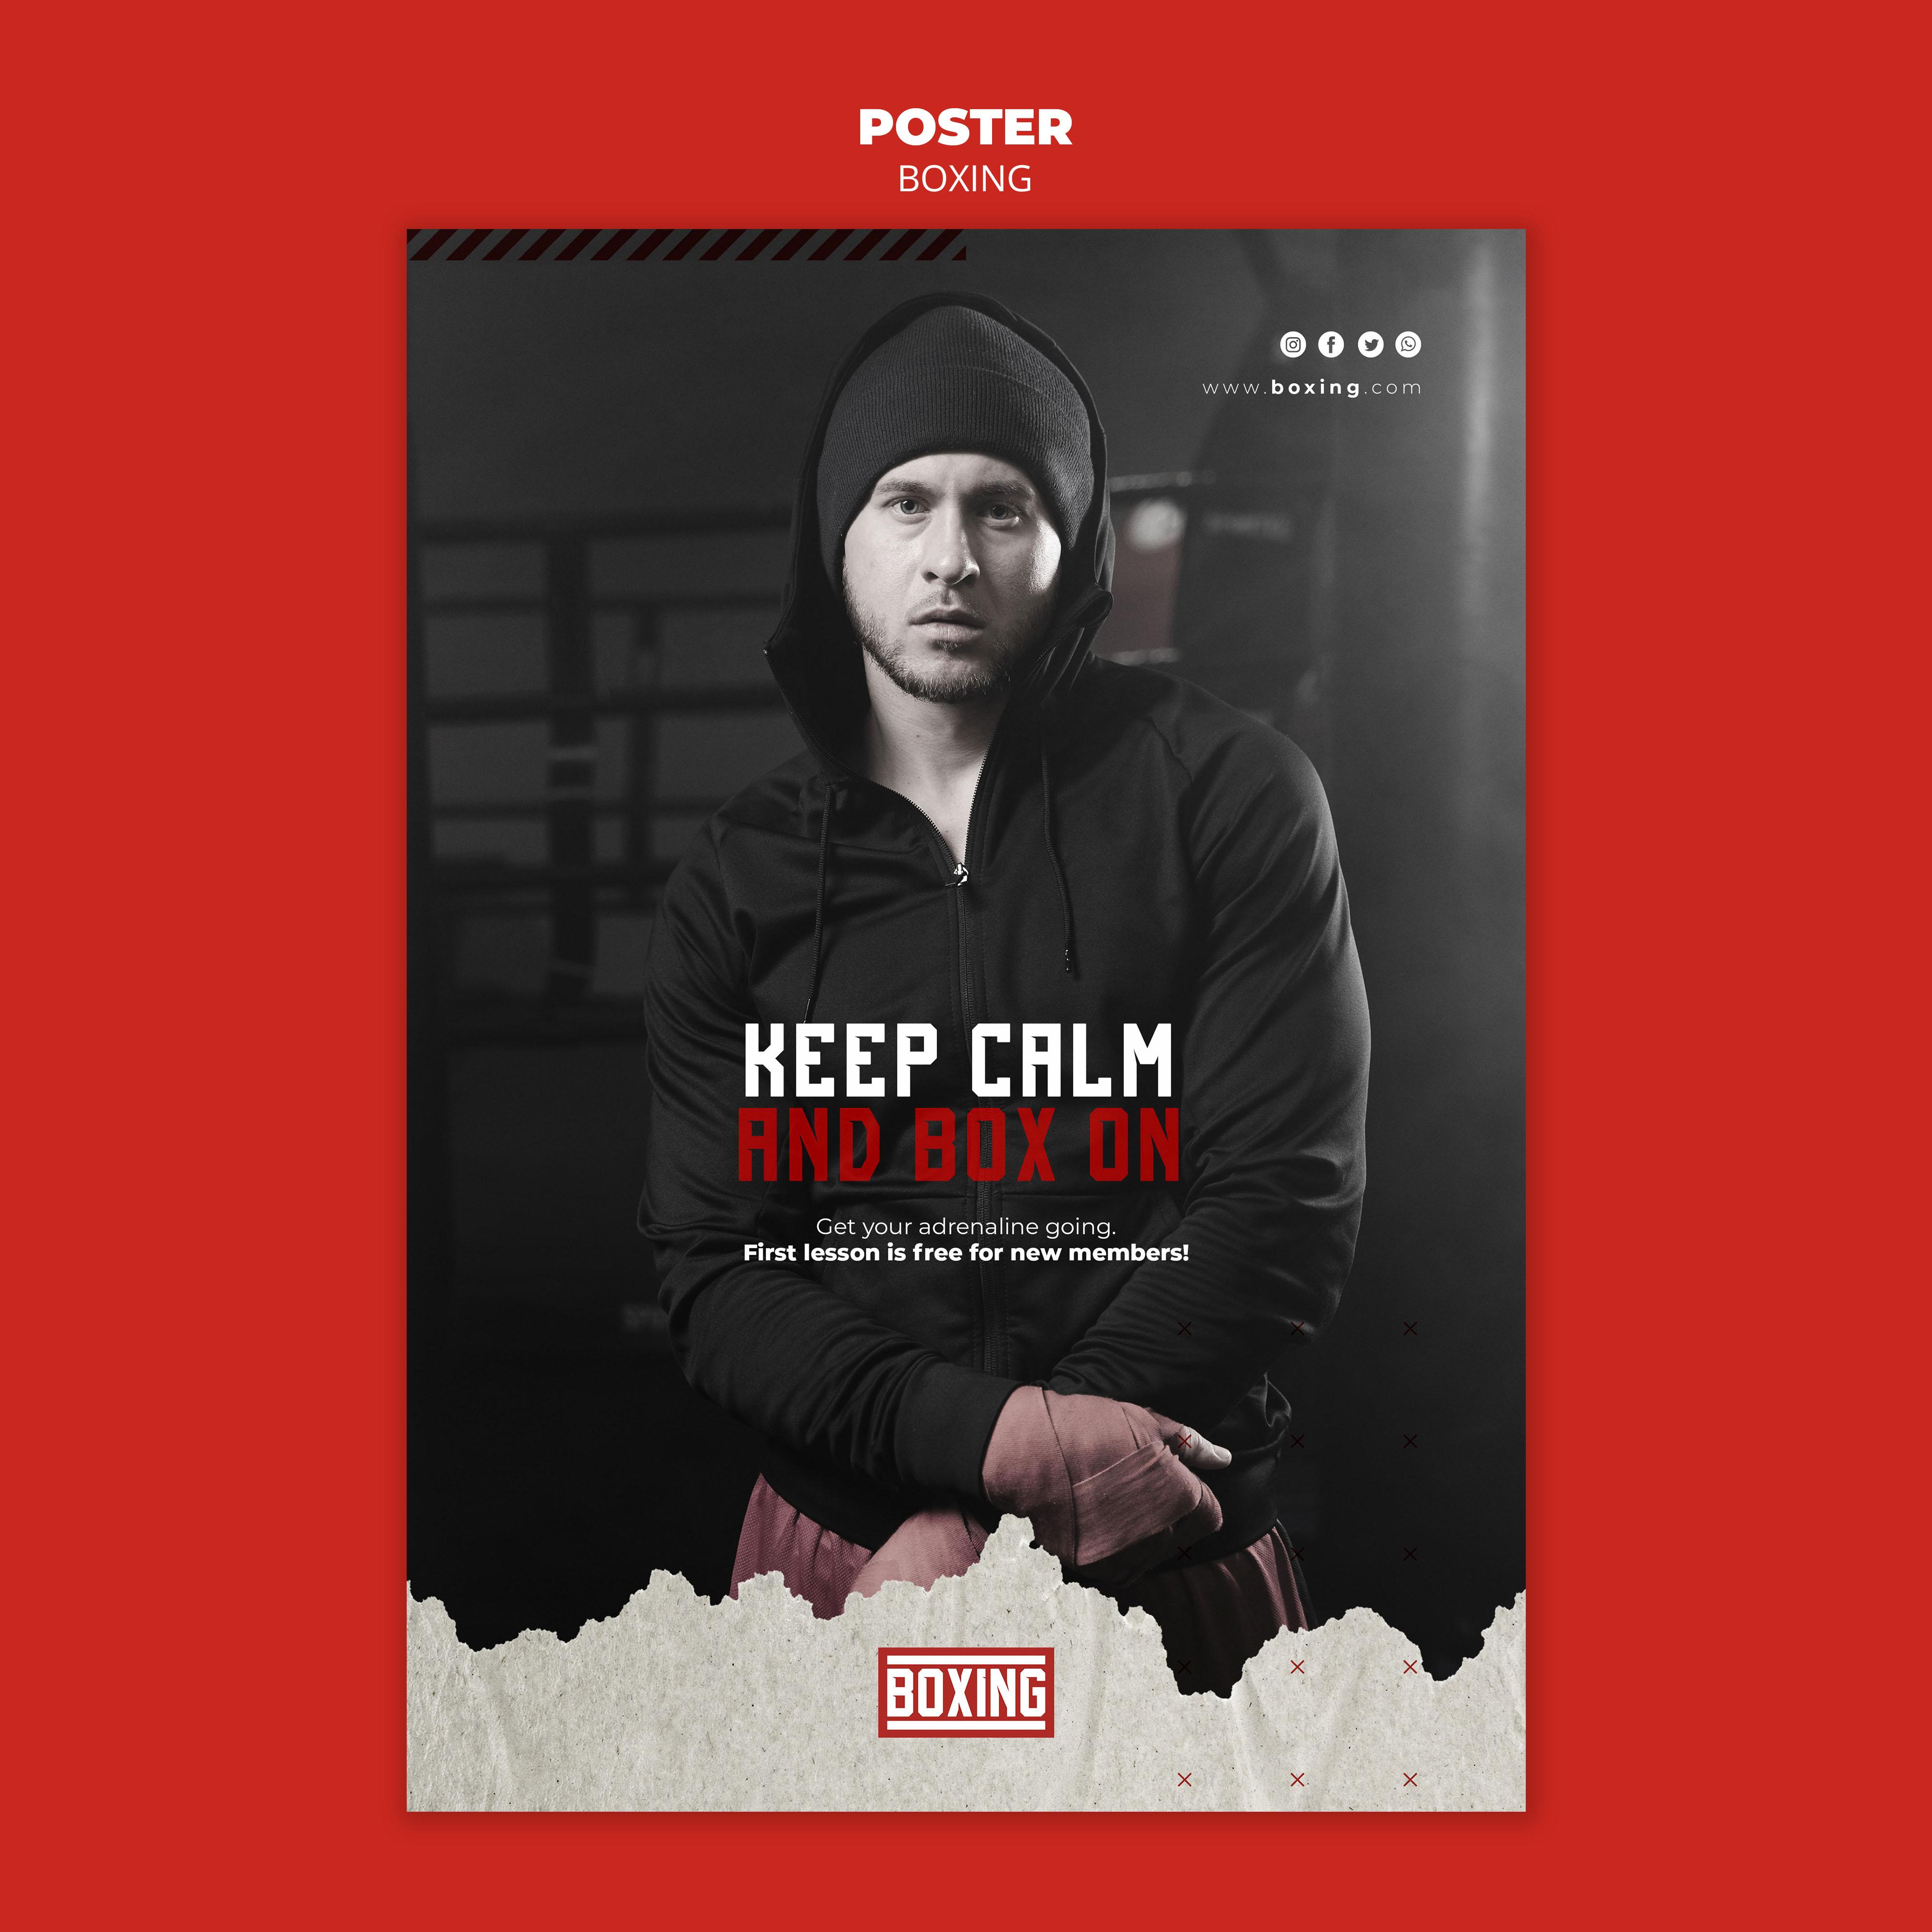 POSTER
BOXING
www.boxing.com
KEEP CALM
AND BOX ON
Get your adrenaline going.
First lesson is free for new members!
BOXING